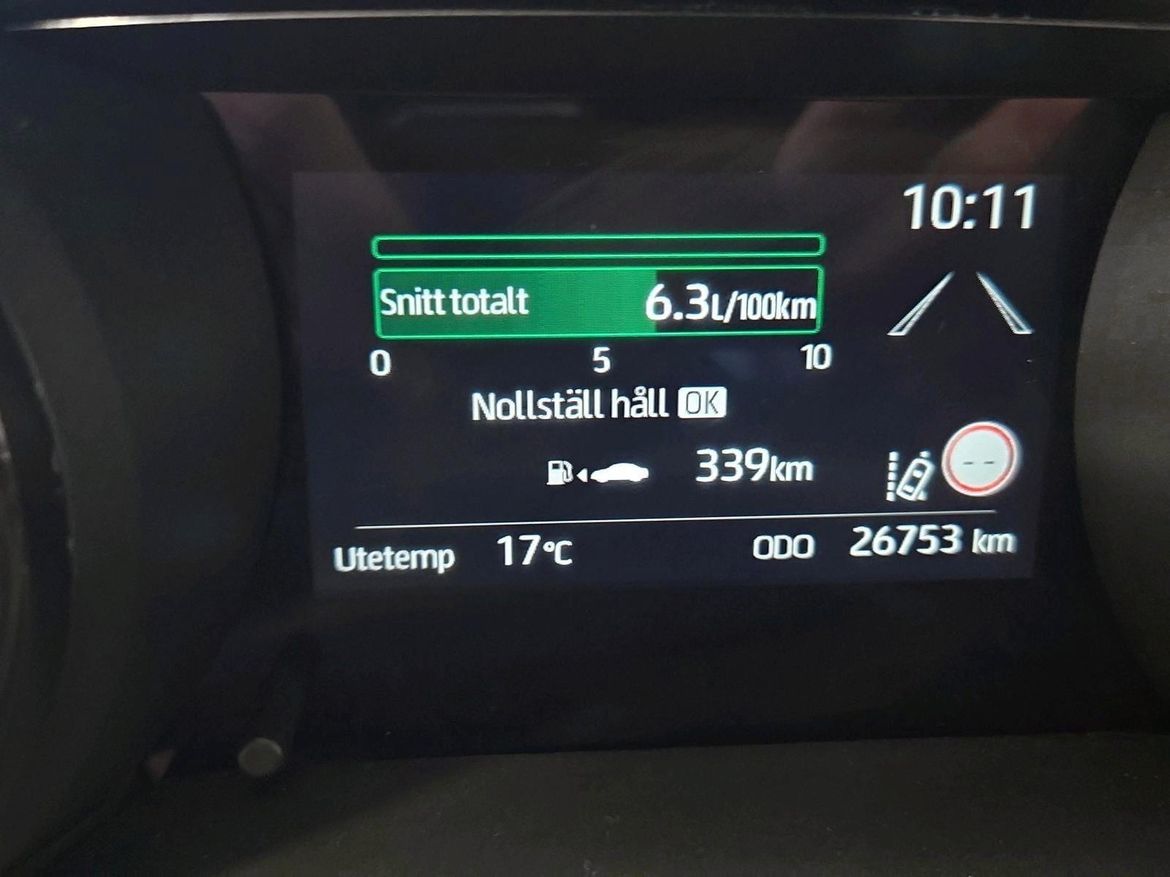 10:11
Snitt totalt 6.3L/100km
0 5 10
Nollställ håll OK
339km
--
Utetemp 17°C ODO 26753 km